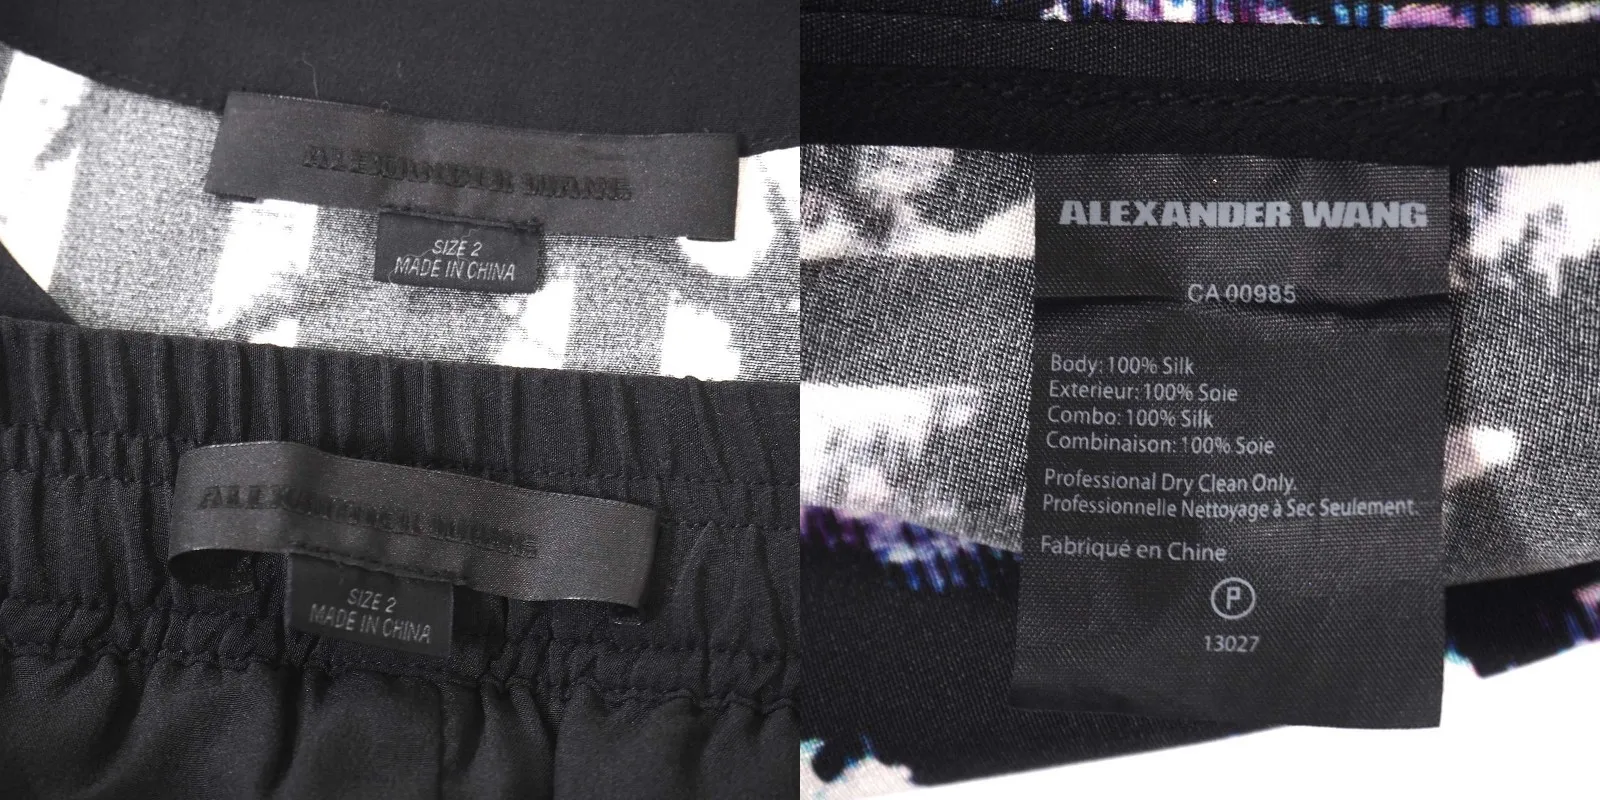 ALEXANDER WANG
SIZE 2
MADE IN CHINA
ALEXANDER WANG
SIZE 2
MADE IN CHINA
ALEXANDER WANG
CA 00985
Body: 100% Silk
Exterieur: 100% Soie
Combo: 100% Silk
Combinaison: 100% Soie
Professional Dry Clean Only.
Professionnelle Nettoyage à Sec Seulement.
Fabriqué en Chine
P
13027